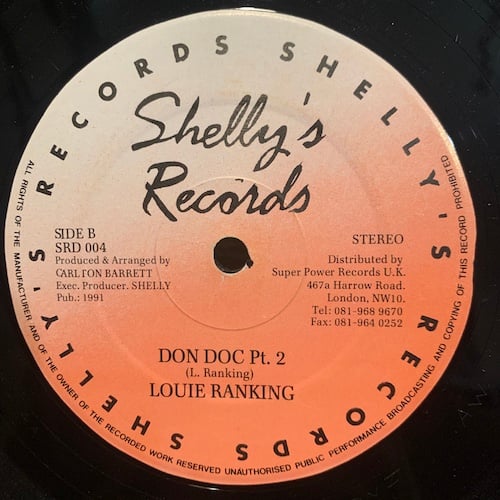 SHELLY'S RECORDS SHELLY'S RECORDS SHELLY'S RECORDS
Shelly's
Records
SIDE B
SRD 004
Produced & Arranged by
CARLTON BARRETT
Exec. Producer. SHELLY
Pub.: 1991
STEREO
Distributed by
Super Power Records U.K.
467a Harrow Road.
London, NW10.
Tel: 081-968 9670
Fax: 081-964 0252
DON DOC Pt. 2
(L. Ranking)
LOUIE RANKING
ALL RIGHTS OF THE MANUFACTURER AND OF THE OWNER OF THE RECORDED WORK RESERVED UNAUTHORISED PUBLIC PERFORMANCE BROADCASTING AND COPYING OF THIS RECORD PROHIBITED